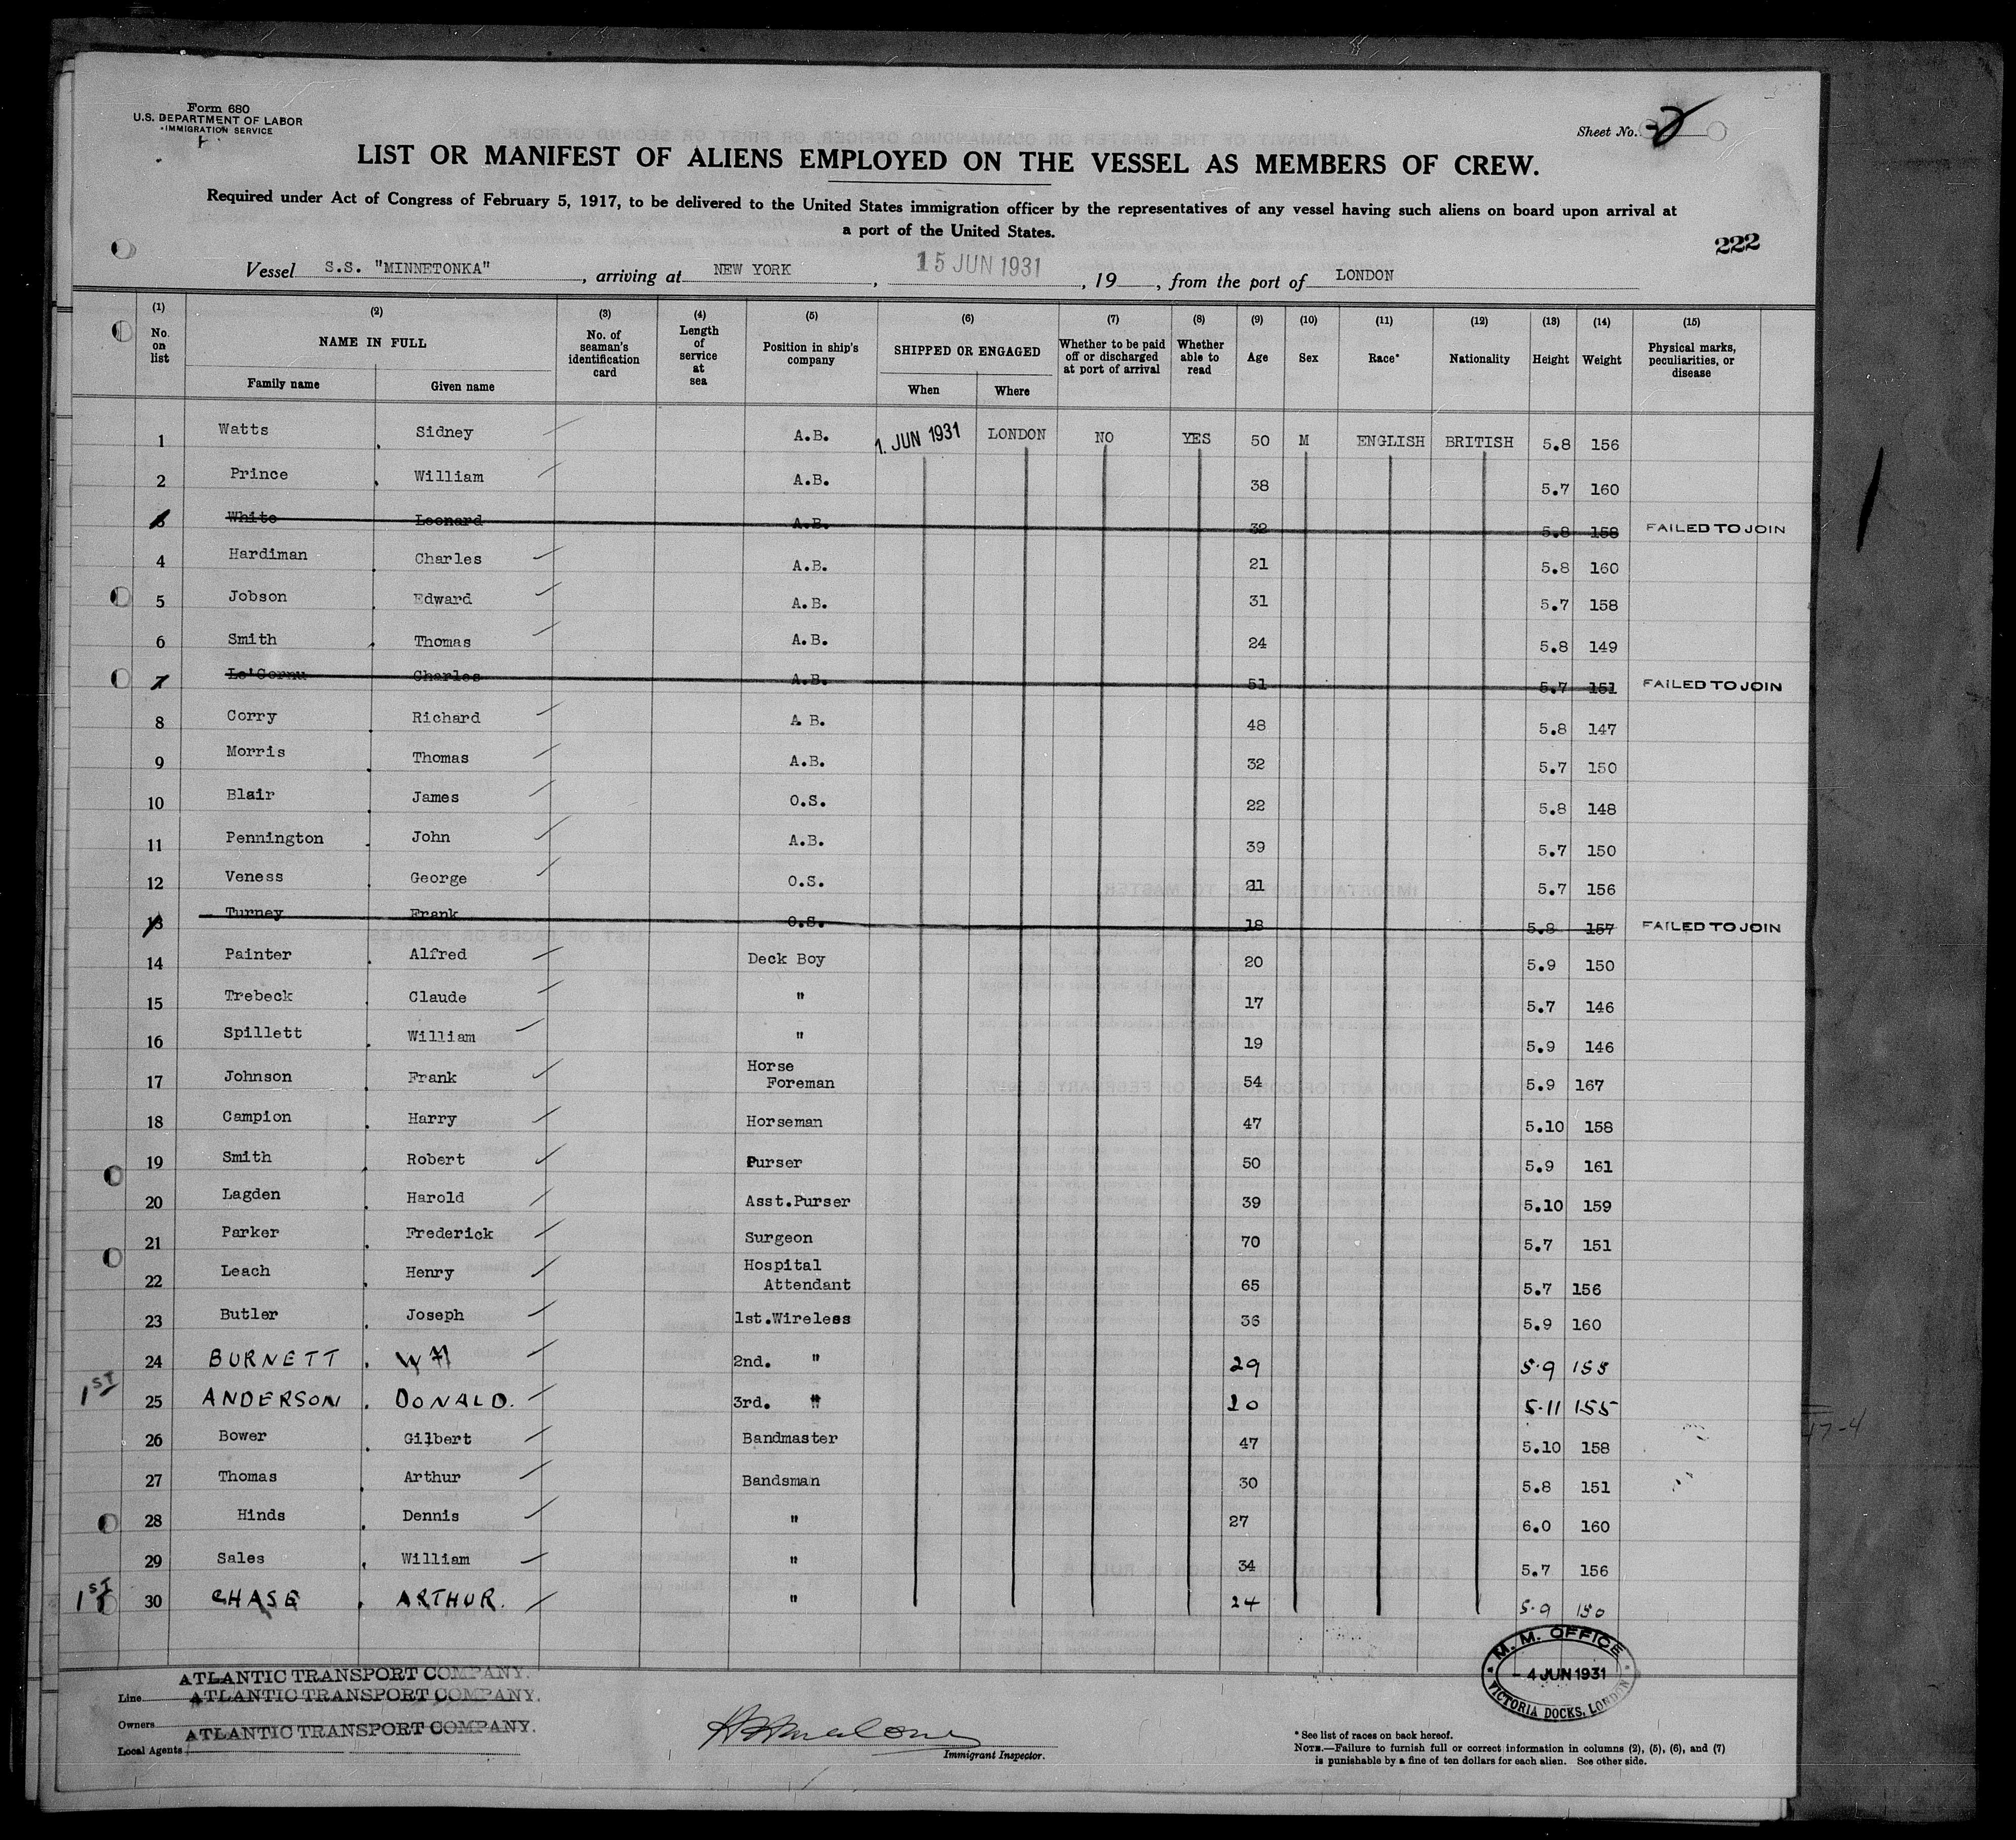 Form 680
U.S. DEPARTMENT OF LABOR
IMMIGRATION SERVICE
Sheet No. 2
LIST OR MANIFEST OF ALIENS EMPLOYED ON THE VESSEL AS MEMBERS OF CREW.
Required under Act of Congress of February 5, 1917, to be delivered to the United States immigration officer by the representatives of any vessel having such aliens on board upon arrival at
a port of the United States.
222
Vessel S.S. "MINNETONKA", arriving at NEW YORK, 15 JUN 1931, 19, from the port of LONDON
(1) (2) (3) (4) (5) (6) (7) (8) (9) (10) (11) (12) (13) (14) (15)
No. on list
NAME IN FULL
Family name Given name
No. of seaman's identification card
Length of service at sea
Position in ship's company
SHIPPED OR ENGAGED
When Where
Whether to be paid off or discharged at port of arrival
Whether able to read
Age Sex Race* Nationality Height Weight
Physical marks, peculiarities, or disease
1 Watts Sidney A.B. 1. JUN 1931 LONDON NO YES 50 M ENGLISH BRITISH 5.8 156
2 Prince William A.B. 38 5.7 160
3 White Leonard A.B. 32 5.8 158 FAILED TO JOIN
4 Hardiman Charles A.B. 21 5.8 160
5 Jobson Edward A.B. 31 5.7 158
6 Smith Thomas A.B. 24 5.8 149
7 Le'Cornu Charles A.B. 51 5.7 151 FAILED TO JOIN
8 Corry Richard A B. 48 5.8 147
9 Morris Thomas A.B. 32 5.7 150
10 Blair James O.S. 22 5.8 148
11 Pennington John A.B. 39 5.7 150
12 Veness George O.S. 21 5.7 156
13 Turney Frank O.S. 18 5.8 157 FAILED TO JOIN
14 Painter Alfred Deck Boy 20 5.9 150
15 Trebeck Claude " 17 5.7 146
16 Spillett William " 19 5.9 146
17 Johnson Frank Horse Foreman 54 5.9 167
18 Campion Harry Horseman 47 5.10 158
19 Smith Robert Purser 50 5.9 161
20 Lagden Harold Asst.Purser 39 5.10 159
21 Parker Frederick Surgeon 70 5.7 151
22 Leach Henry Hospital Attendant 65 5.7 156
23 Butler Joseph 1st.Wireless 36 5.9 160
24 BURNETT WM 2nd. " 29 5.9 155
1ST 25 ANDERSON DONALD. 3rd. " 20 5.11 155
26 Bower Gilbert Bandmaster 47 5.10 158
27 Thomas Arthur Bandsman 30 5.8 151
28 Hinds Dennis " 27 6.0 160
29 Sales William " 34 5.7 156
1ST 30 CHASE ARTHUR. " 24 5.9 150
47-4
M. M. OFFICE
- 4 JUN 1931
VICTORIA DOCKS, LONDON
ATLANTIC TRANSPORT COMPANY.
Line ATLANTIC TRANSPORT COMPANY.
Owners ATLANTIC TRANSPORT COMPANY.
Local Agents
Immigrant Inspector.
* See list of races on back hereof.
NOTE.—Failure to furnish full or correct information in columns (2), (5), (6), and (7)
is punishable by a fine of ten dollars for each alien. See other side.